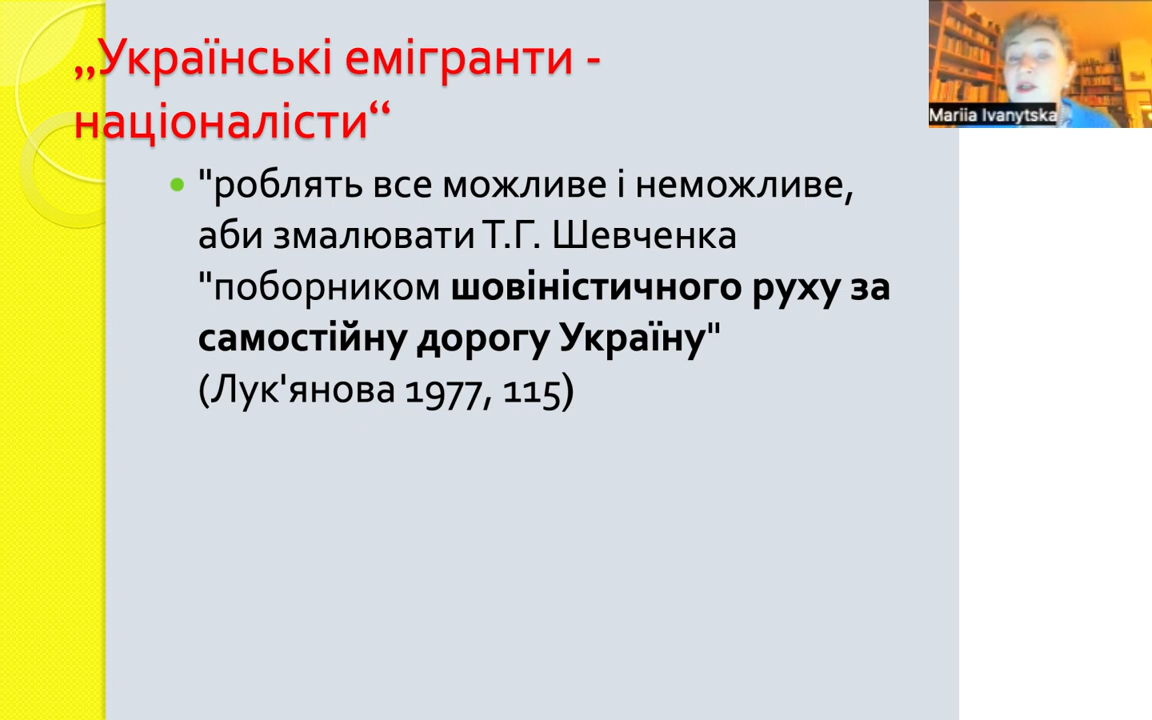 „Українські емігранти -
націоналісти“
Mariia Ivanytska
• "роблять все можливе і неможливе,
аби змалювати Т.Г. Шевченка
"поборником шовіністичного руху за
самостійну дорогу Україну"
(Лук'янова 1977, 115)